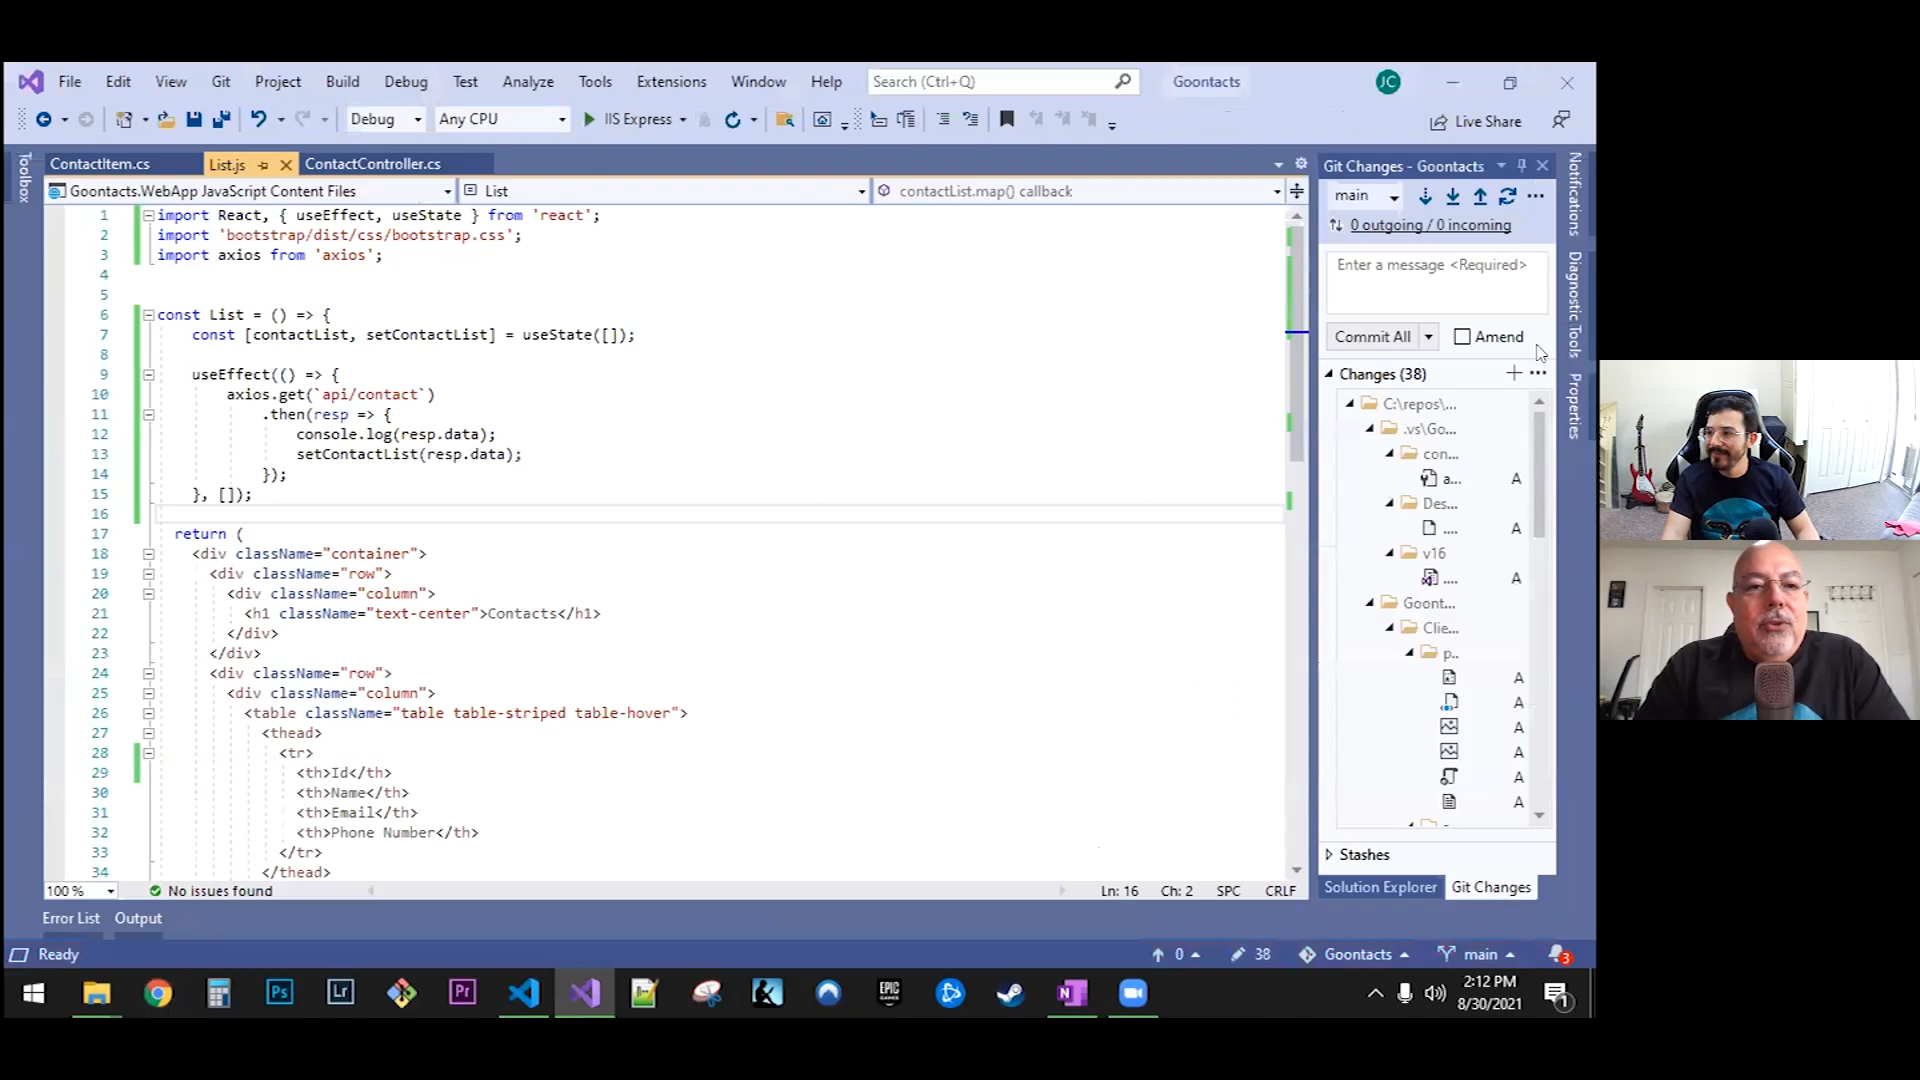 File Edit View Git Project Build Debug Test Analyze Tools Extensions Window Help Search (Ctrl+Q) Goontacts JC
Debug Any CPU IIS Express Live Share
Toolbox
ContactItem.cs List.js ContactController.cs
Goontacts.WebApp JavaScript Content Files List contactList.map() callback
1 import React, { useEffect, useState } from 'react';
2 import 'bootstrap/dist/css/bootstrap.css';
3 import axios from 'axios';
4
5
6 const List = () => {
7 const [contactList, setContactList] = useState([]);
8
9 useEffect(() => {
10 axios.get(`api/contact`)
11 .then(resp => {
12 console.log(resp.data);
13 setContactList(resp.data);
14 });
15 }, []);
16
17 return (
18 <div className="container">
19 <div className="row">
20 <div className="column">
21 <h1 className="text-center">Contacts</h1>
22 </div>
23 </div>
24 <div className="row">
25 <div className="column">
26 <table className="table table-striped table-hover">
27 <thead>
28 <tr>
29 <th>Id</th>
30 <th>Name</th>
31 <th>Email</th>
32 <th>Phone Number</th>
33 </tr>
34 </thead>
100 % No issues found Ln: 16 Ch: 2 SPC CRLF
Git Changes - Goontacts
main
0 outgoing / 0 incoming
Enter a message <Required>
Commit All Amend
Changes (38)
C:\repos\...
.vs\Go...
con...
a... A
Des...
.... A
v16
.... A
Goont...
Clie...
p..
A
A
A
A
A
A
Stashes
Solution Explorer Git Changes
Notifications
Diagnostic Tools
Properties
Error List Output
Ready 0 38 Goontacts main 3
Ps Lr Pr EPIC GAMES N
2:12 PM
8/30/2021
1